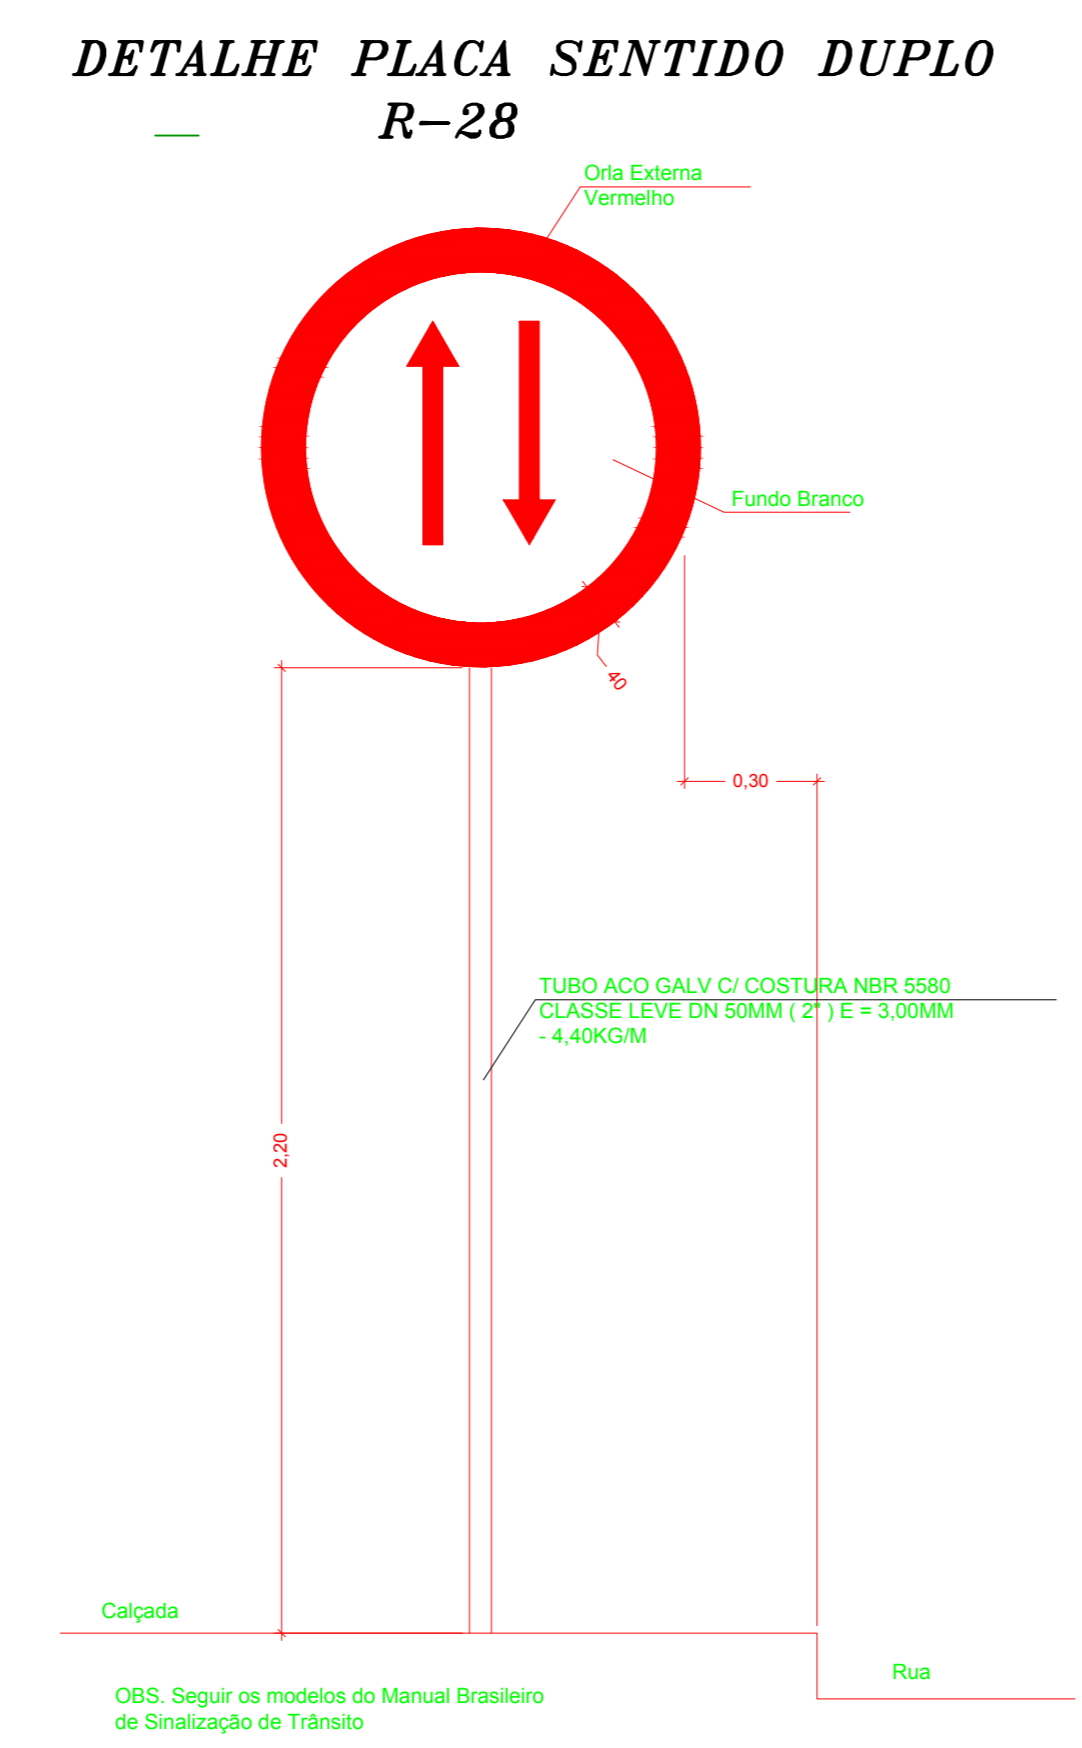 DETALHE PLACA SENTIDO DUPLO
R-28
Orla Externa
Vermelho
Fundo Branco
40
0,30
TUBO ACO GALV C/ COSTURA NBR 5580
CLASSE LEVE DN 50MM ( 2" ) E = 3,00MM
- 4,40KG/M
2,20
Calçada
Rua
OBS. Seguir os modelos do Manual Brasileiro
de Sinalização de Trânsito